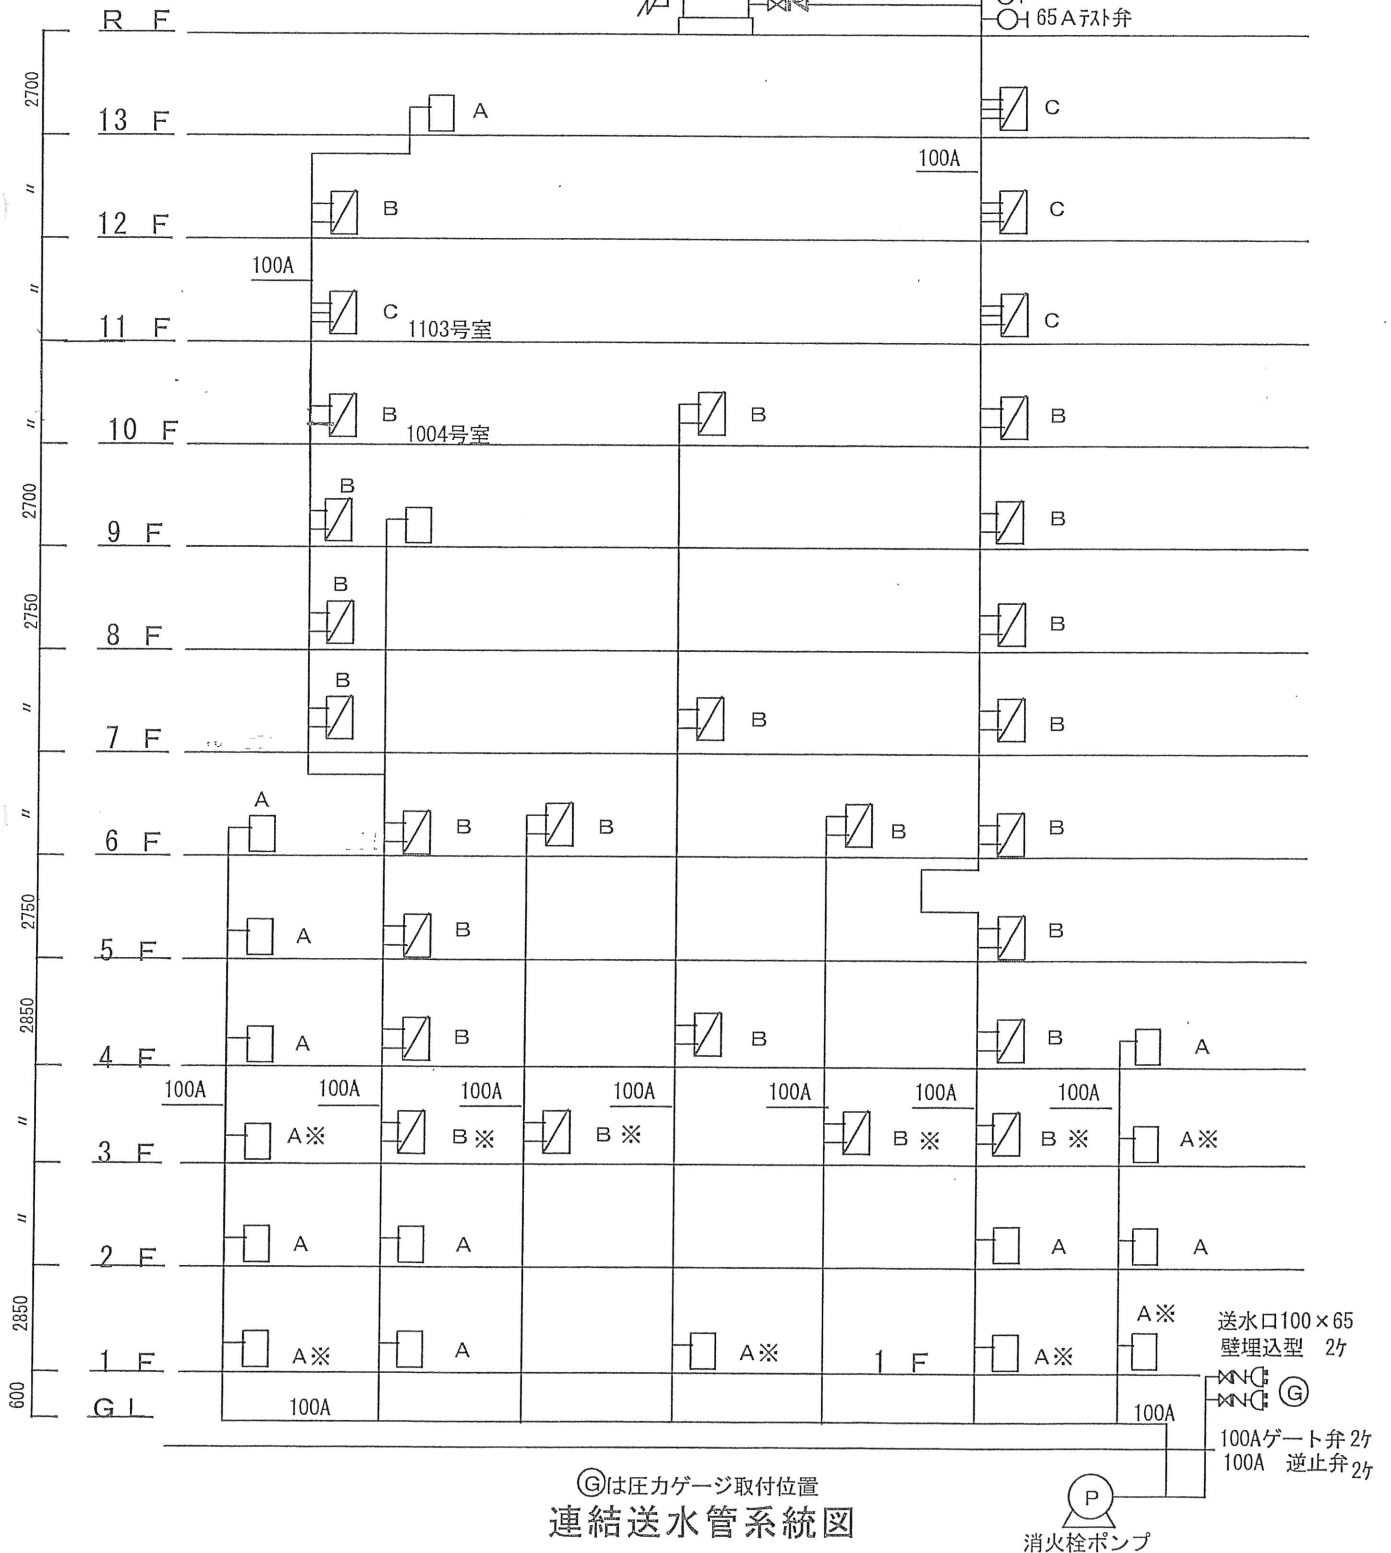 R F
65Aテスト弁
2700
13 F
A
C
100A
〃
12 F
B
C
100A
〃
11 F
C
1103号室
C
〃
10 F
B
1004号室
B
B
2700
9 F
B
B
2750
8 F
B
B
〃
7 F
B
B
B
〃
6 F
A
B
B
B
B
2750
5 F
A
B
B
2850
4 F
A
B
B
B
A
100A
100A
100A
100A
100A
100A
100A
〃
3 F
A※
B※
B※
B※
B※
A※
〃
2 F
A
A
A
A
2850
1 F
A※
A
A※
1 F
A※
A※
送水口100×65
壁埋込型 2ケ
G
600
GL
100A
100A
100Aゲート弁2ケ
100A 逆止弁2ケ
Gは圧力ゲージ取付位置
連結送水管系統図
P
消火栓ポンプ